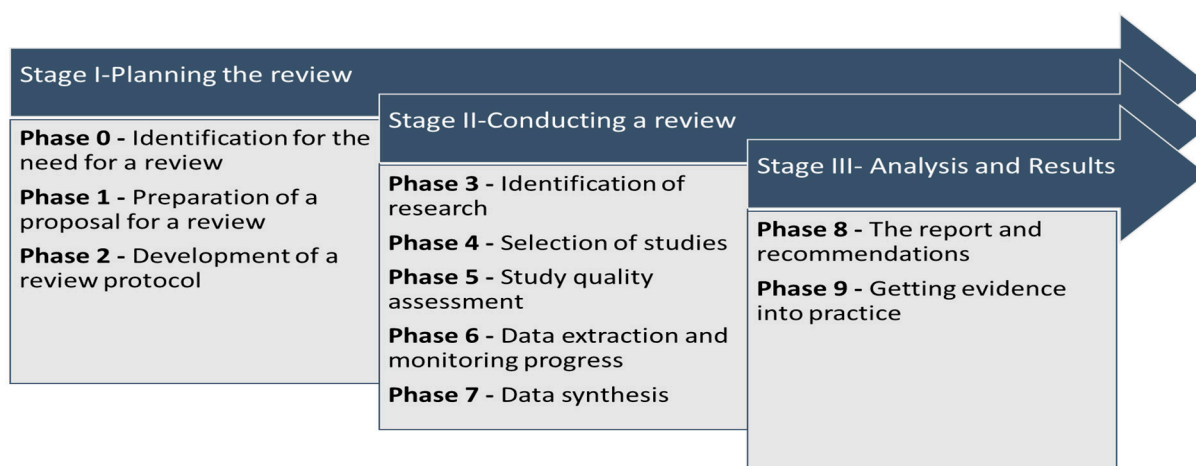 Stage I-Planning the review
Phase 0 - Identification for the
need for a review
Phase 1 - Preparation of a
proposal for a review
Phase 2 - Development of a
review protocol
Stage II-Conducting a review
Phase 3 - Identification of
research
Phase 4 - Selection of studies
Phase 5 - Study quality
assessment
Phase 6 - Data extraction and
monitoring progress
Phase 7 - Data synthesis
Stage III- Analysis and Results
Phase 8 - The report and
recommendations
Phase 9 - Getting evidence
into practice